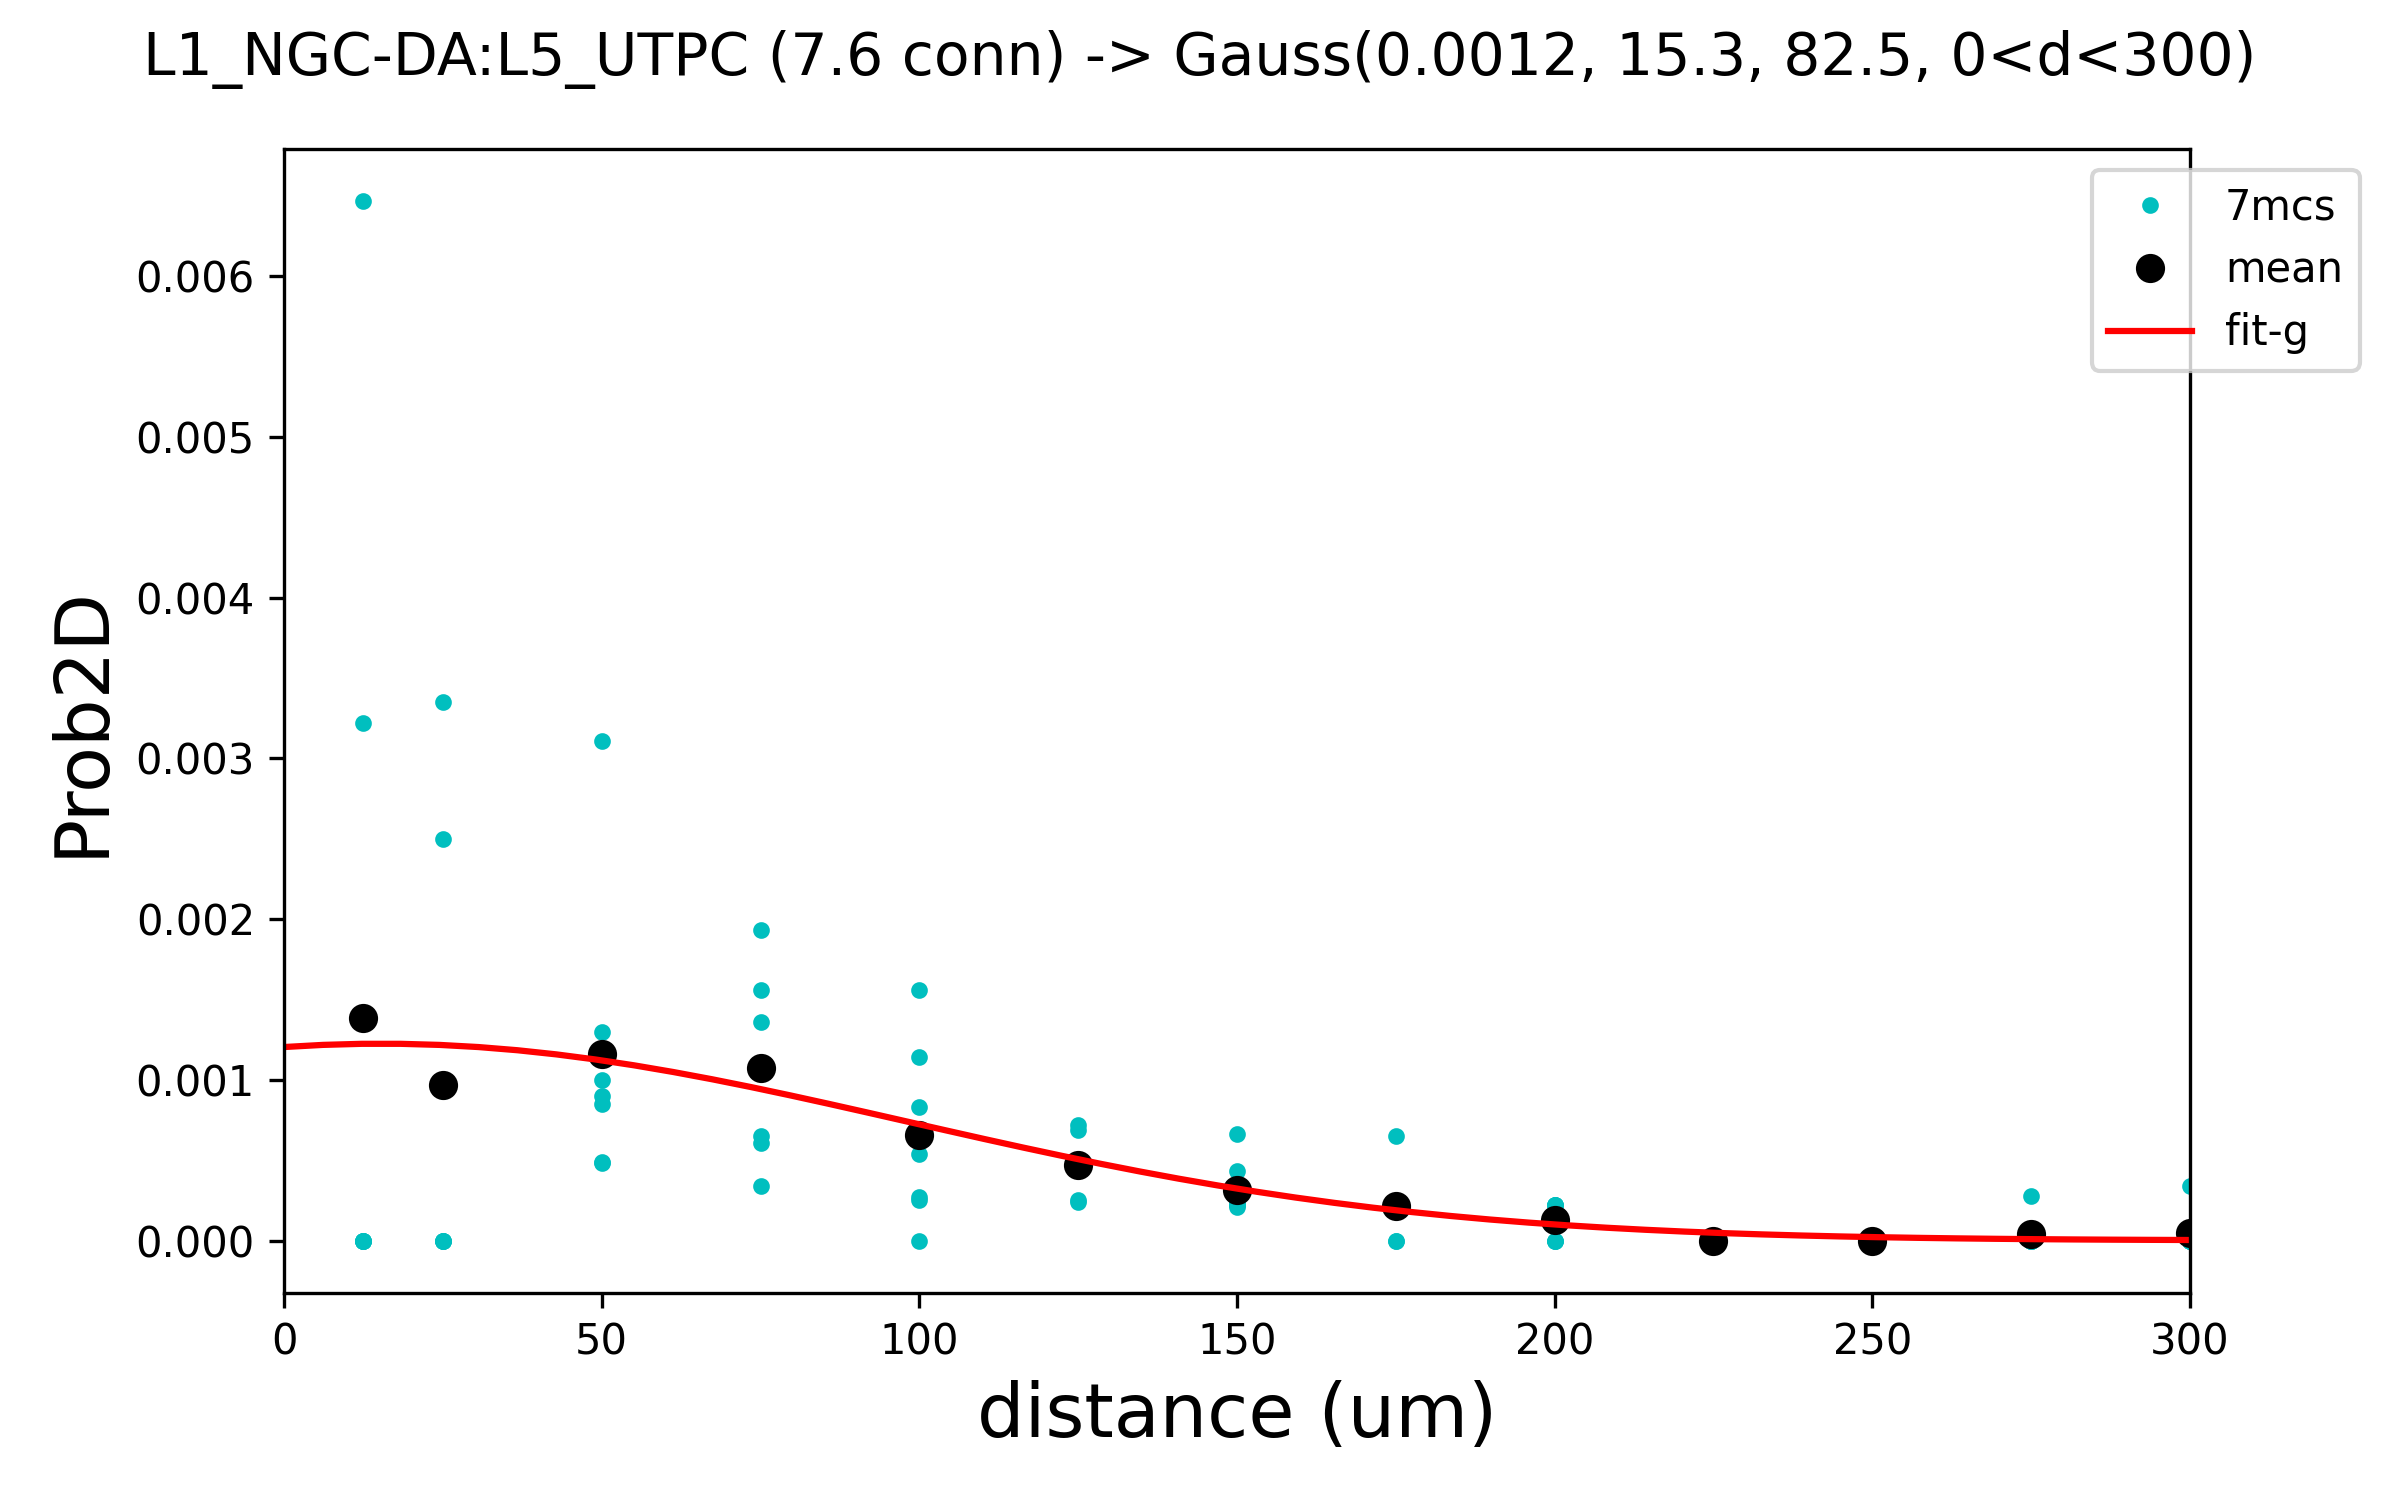 L1_NGC-DA:L5_UTPC (7.6 conn) -> Gauss(0.0012, 15.3, 82.5, 0<d<300)
7mcs
mean
fit-g
0.006
0.005
0.004
0.003
0.002
0.001
0.000
Prob2D
0 50 100 150 200 250 300
distance (um)